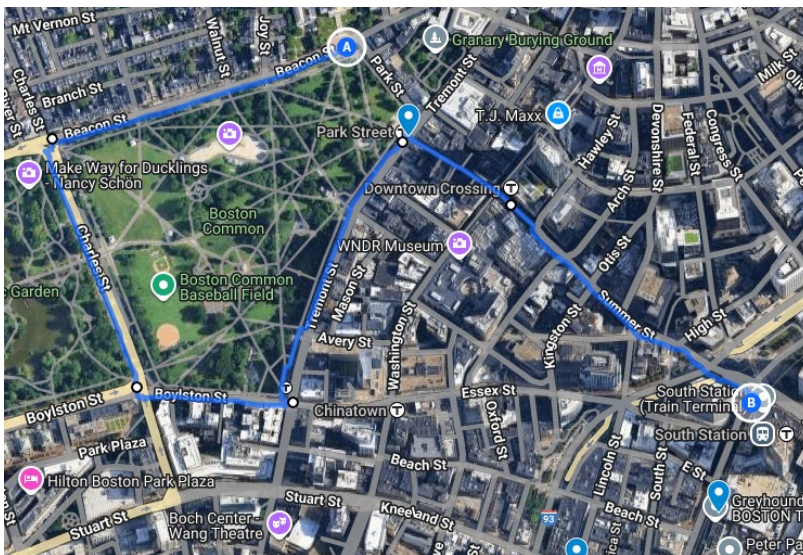 Mt Vernon St
Joy St
Walnut St
Beacon St
A
Park St
Granary Burying Ground
Tremont St
Milk St
Charles St
Branch St
Beacon St
Park Street
T.J. Maxx
Hawley St
Devonshire St
Federal St
Congress St
Make Way for Ducklings
- Nancy Schön
Downtown Crossing
T
Arch St
Boston
Common
WNDR Museum
Otis St
Charles St
c Garden
Boston Common
Baseball Field
Tremont St
Mason St
Washington St
Kingston St
Summer St
High St
Avery St
Boylston St
Boylston St
T
Chinatown
T
Essex St
Oxford St
South Station
(Train Terminal
B
South Station
T
Park Plaza
Beach St
Lincoln St
South St
E St
Hilton Boston Park Plaza
Stuart St
Stuart St
Boch Center -
Wang Theatre
Kneeland St
93
Beach St
Greyhound
BOSTON T
Peter Pa